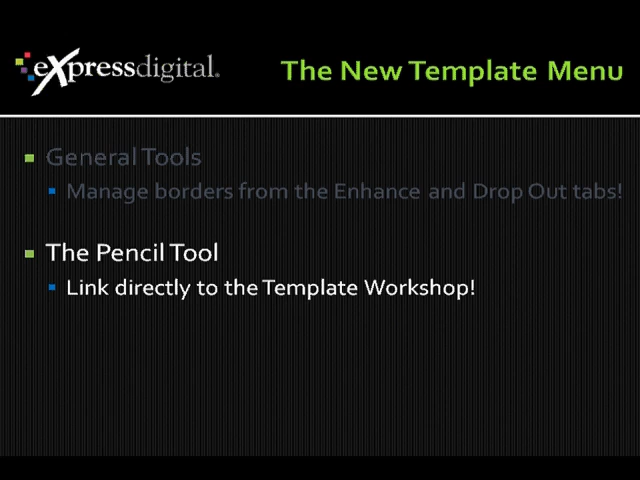 eXpressdigital.®
The New Template Menu
General Tools
Manage borders from the Enhance and Drop Out tabs!
The Pencil Tool
Link directly to the Template Workshop!